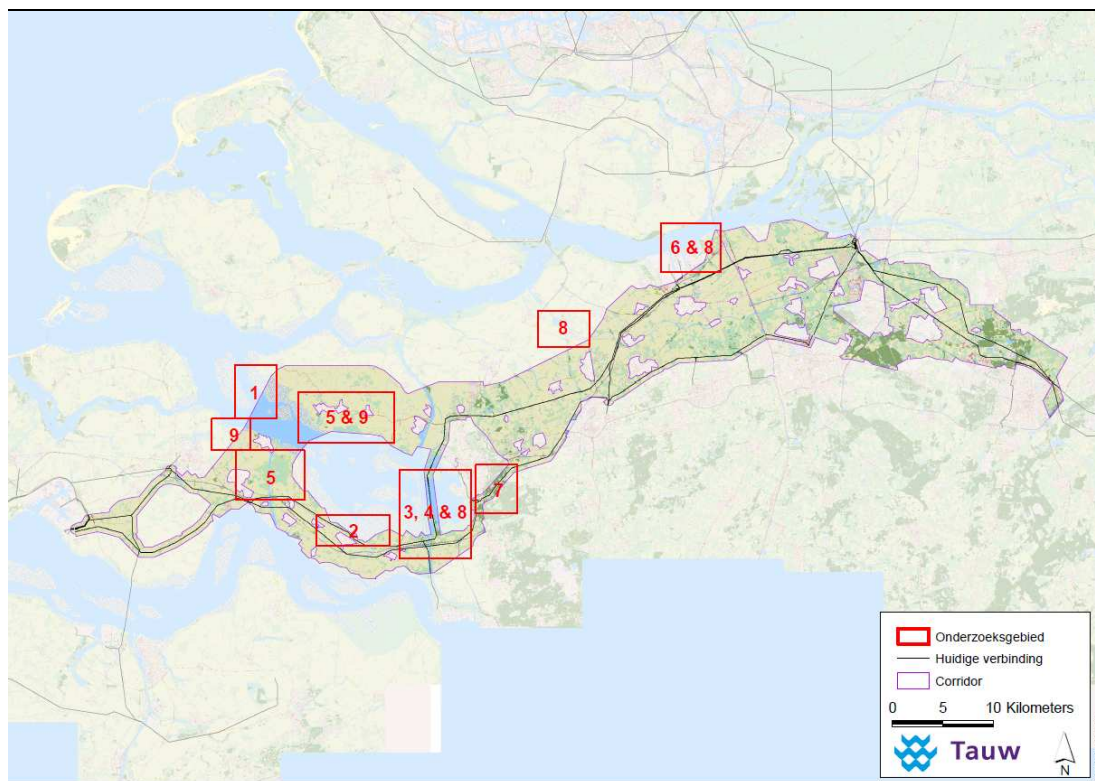 6 & 8
8
1
5 & 9
9
5
3, 4 & 8
7
2
Onderzoeksgebied
Huidige verbinding
Corridor
0 5 10 Kilometers
Tauw
N